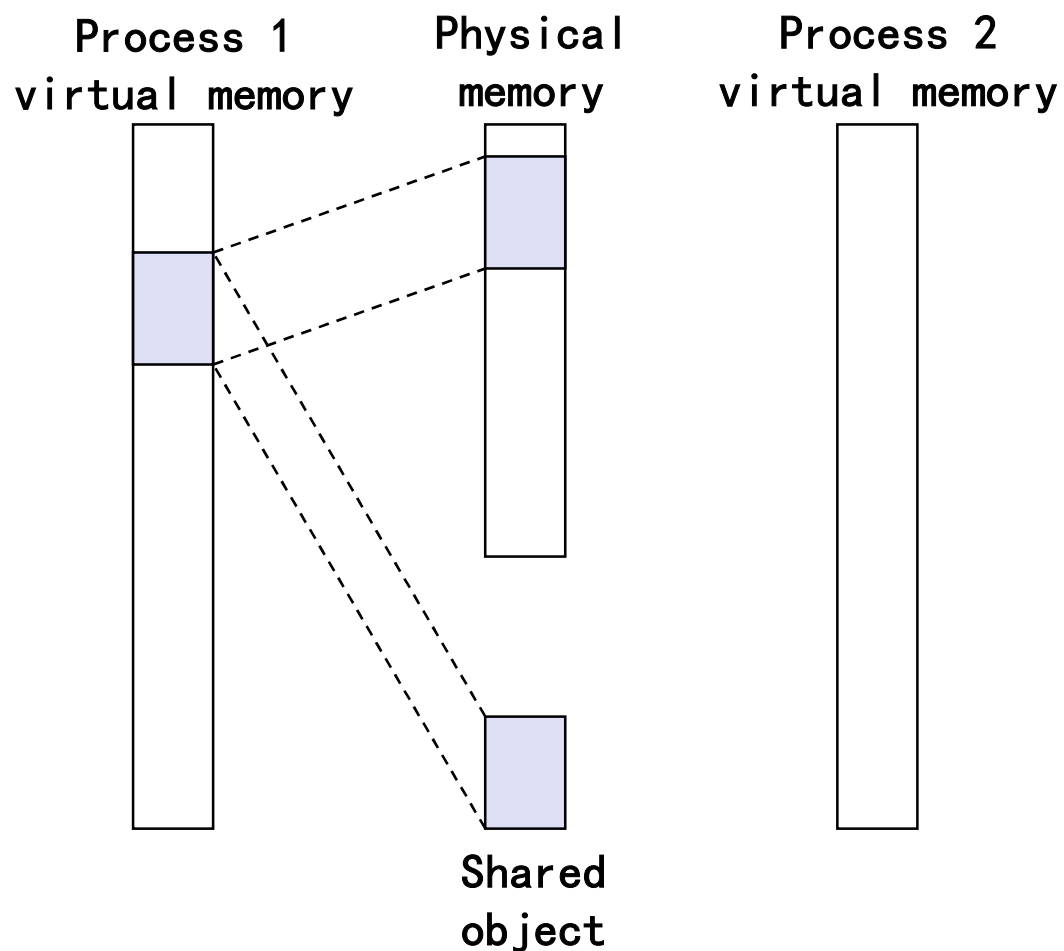 Process 1
virtual memory
Physical
memory
Process 2
virtual memory
Shared
object